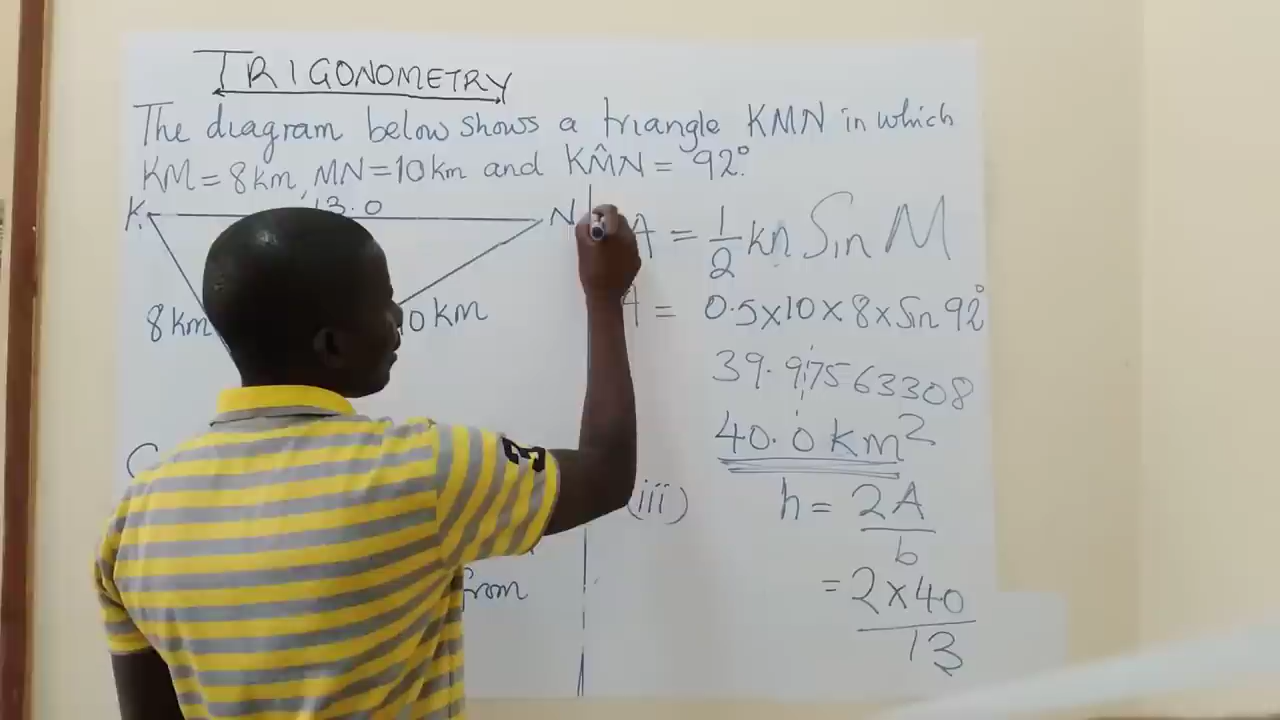 TRIGONOMETRY
The diagram below shows a triangle KMN in which
KM = 8km, MN = 10km and KM̂N = 92°.
K 13.0 N
8km 10 km
A = 1/2 kn Sin M
A = 0.5 x 10 x 8 x Sin 92°
39.97563308
40.0 km²
(iii) h = 2A/b
= 2 x 40/13
from